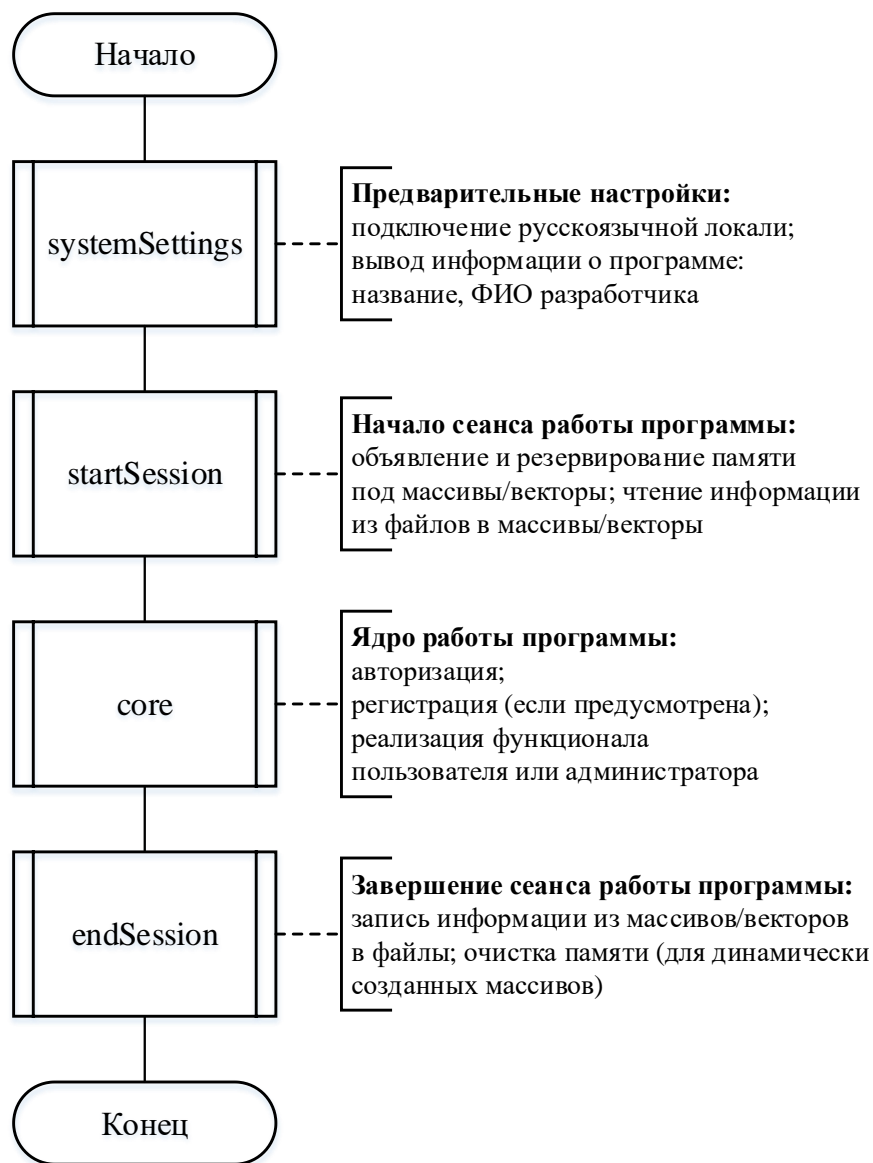 Начало
systemSettings
Предварительные настройки:
подключение русскоязычной локали;
вывод информации о программе:
название, ФИО разработчика
startSession
Начало сеанса работы программы:
объявление и резервирование памяти
под массивы/векторы; чтение информации
из файлов в массивы/векторы
core
Ядро работы программы:
авторизация;
регистрация (если предусмотрена);
реализация функционала
пользователя или администратора
endSession
Завершение сеанса работы программы:
запись информации из массивов/векторов
в файлы; очистка памяти (для динамически
созданных массивов)
Конец